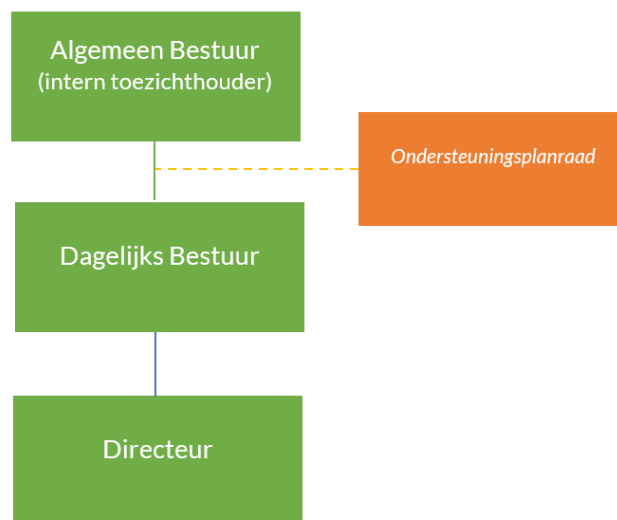 Algemeen Bestuur
(intern toezichthouder)
Ondersteuningsplanraad
Dagelijks Bestuur
Directeur